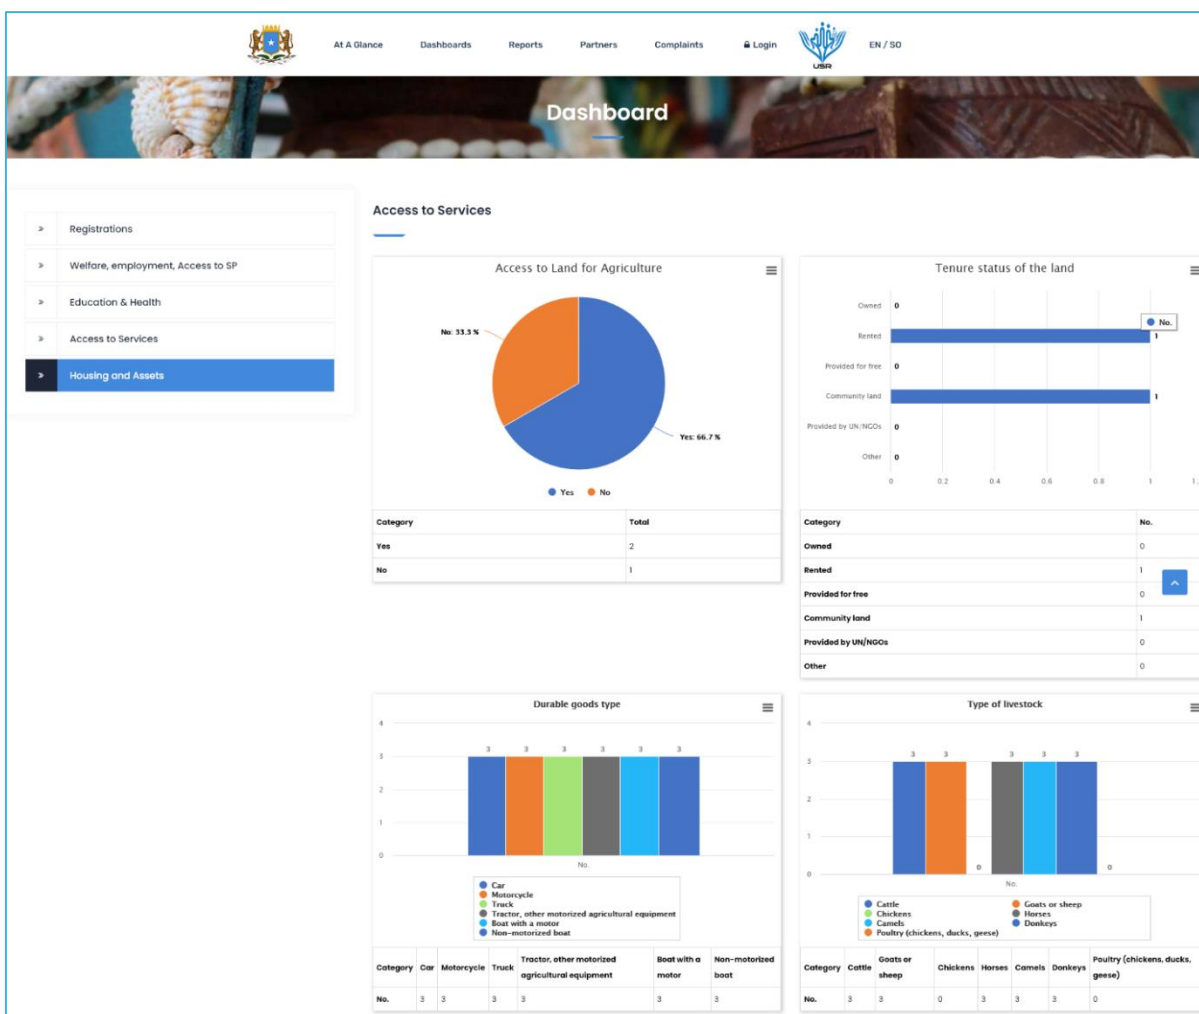 At A Glance Dashboards Reports Partners Complaints Login USR EN / SO
Dashboard
Registrations
Welfare, employment, Access to SP
Education & Health
Access to Services
Housing and Assets
Access to Services
Access to Land for Agriculture
No: 33.3 %
Yes: 66.7 %
Yes No
Category Total
Yes 2
No 1
Tenure status of the land
Owned 0
No.
Rented 1
Provided for free 0
Community land 1
Provided by UN/NGOs 0
Other 0
0 0.2 0.4 0.6 0.8 1 1.
Category No.
Owned 0
Rented 1
Provided for free 0
Community land 1
Provided by UN/NGOs 0
Other 0
Durable goods type
4
3 3 3 3 3 3
3
2
1
0
No.
Car
Motorcycle
Truck
Tractor, other motorized agricultural equipment
Boat with a motor
Non-motorized boat
Category Car Motorcycle Truck Tractor, other motorized agricultural equipment Boat with a motor Non-motorized boat
No. 3 3 3 3 3 3
Type of livestock
4
3 3 0 3 3 3 0
3
2
1
0
No.
Cattle Goats or sheep
Chickens Horses
Camels Donkeys
Poultry (chickens, ducks, geese)
Category Cattle Goats or sheep Chickens Horses Camels Donkeys Poultry (chickens, ducks, geese)
No. 3 3 0 3 3 3 0